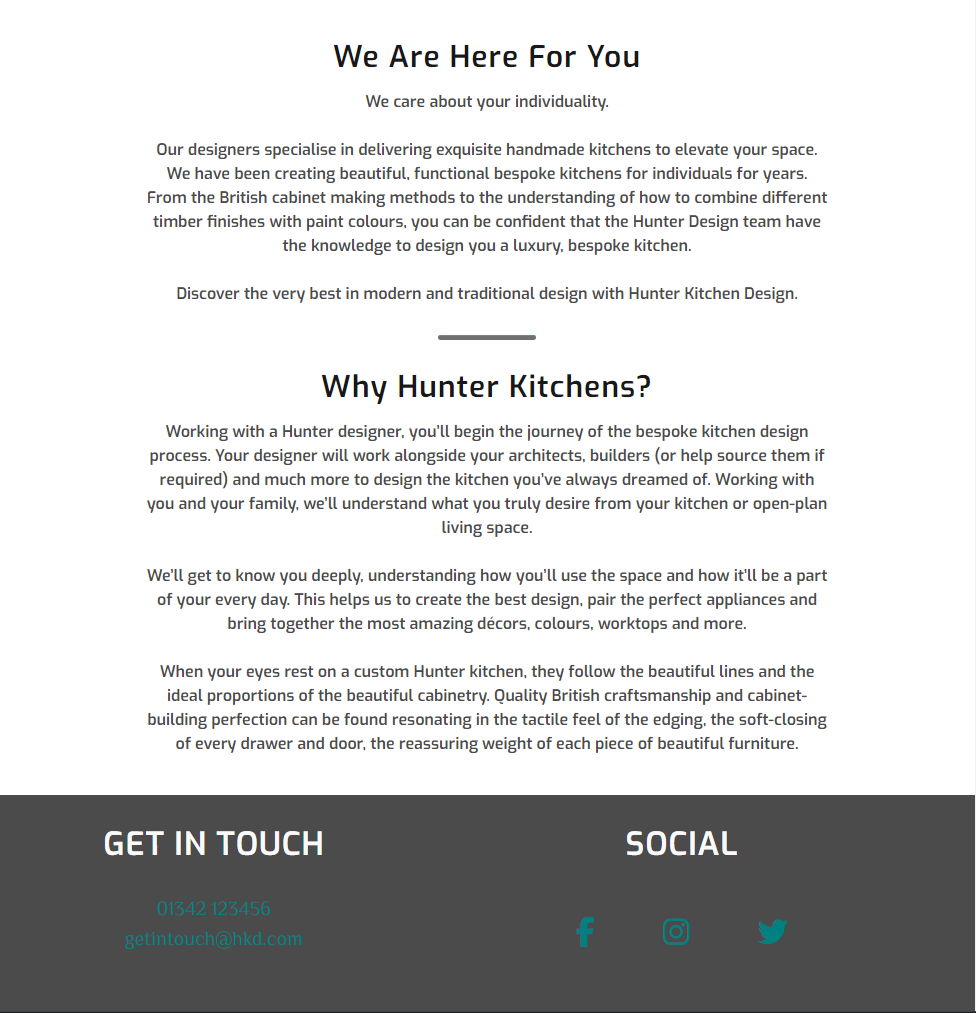 We Are Here For You
We care about your individuality.
Our designers specialise in delivering exquisite handmade kitchens to elevate your space.
We have been creating beautiful, functional bespoke kitchens for individuals for years.
From the British cabinet making methods to the understanding of how to combine different
timber finishes with paint colours, you can be confident that the Hunter Design team have
the knowledge to design you a luxury, bespoke kitchen.
Discover the very best in modern and traditional design with Hunter Kitchen Design.
Why Hunter Kitchens?
Working with a Hunter designer, you'll begin the journey of the bespoke kitchen design
process. Your designer will work alongside your architects, builders (or help source them if
required) and much more to design the kitchen you've always dreamed of. Working with
you and your family, we'll understand what you truly desire from your kitchen or open-plan
living space.
We'll get to know you deeply, understanding how you'll use the space and how it'll be a part
of your every day. This helps us to create the best design, pair the perfect appliances and
bring together the most amazing décors, colours, worktops and more.
When your eyes rest on a custom Hunter kitchen, they follow the beautiful lines and the
ideal proportions of the beautiful cabinetry. Quality British craftsmanship and cabinet-
building perfection can be found resonating in the tactile feel of the edging, the soft-closing
of every drawer and door, the reassuring weight of each piece of beautiful furniture.
GET IN TOUCH
01342 123456
getintouch@hkd.com
SOCIAL